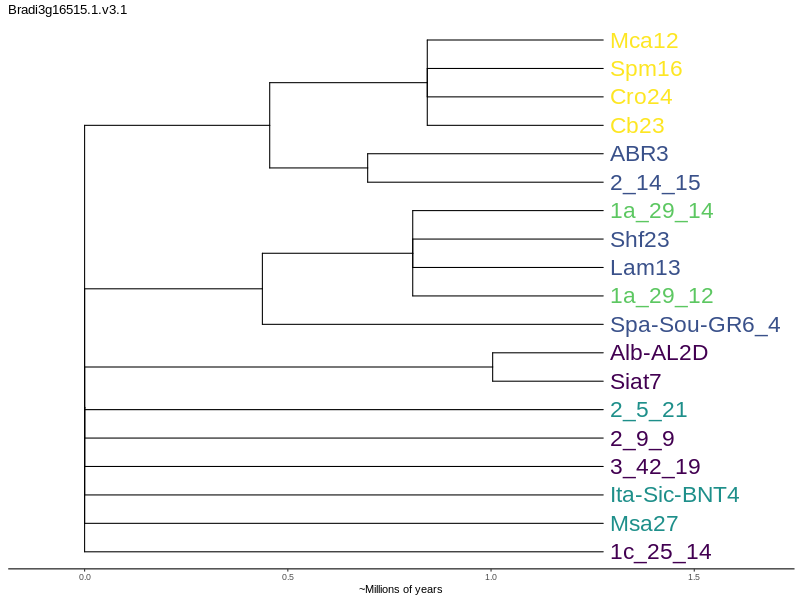 Bradi3g16515.1.v3.1
Mca12
Spm16
Cro24
Cb23
ABR3
2_14_15
1a_29_14
Shf23
Lam13
1a_29_12
Spa-Sou-GR6_4
Alb-AL2D
Siat7
2_5_21
2_9_9
3_42_19
Ita-Sic-BNT4
Msa27
1c_25_14
0.0 0.5 1.0 1.5
~Millions of years